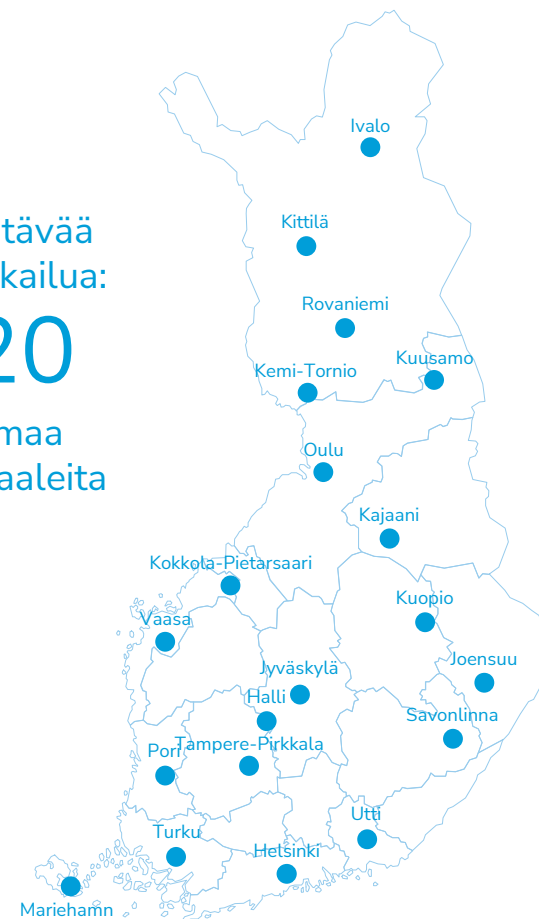 tävää
kailua:
20
maa
aaleita
Ivalo
Kittilä
Rovaniemi
Kuusamo
Kemi-Tornio
Oulu
Kajaani
Kokkola-Pietarsaari
Kuopio
Vaasa
Joensuu
Jyväskylä
Halli
Savonlinna
Tampere-Pirkkala
Pori
Utti
Turku
Helsinki
Mariehamn